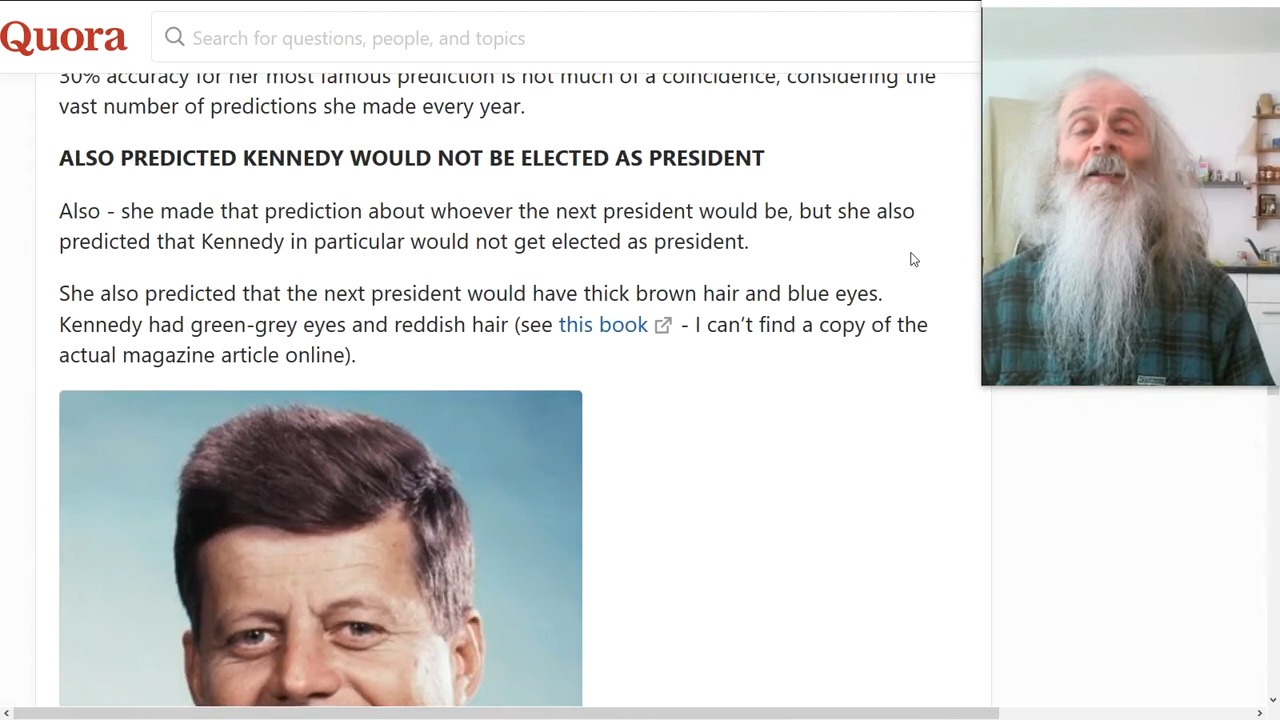 Quora
Search for questions, people, and topics
30% accuracy for her most famous prediction is not much of a coincidence, considering the
vast number of predictions she made every year.
ALSO PREDICTED KENNEDY WOULD NOT BE ELECTED AS PRESIDENT
Also - she made that prediction about whoever the next president would be, but she also
predicted that Kennedy in particular would not get elected as president.
She also predicted that the next president would have thick brown hair and blue eyes.
Kennedy had green-grey eyes and reddish hair (see this book - I can’t find a copy of the
actual magazine article online).